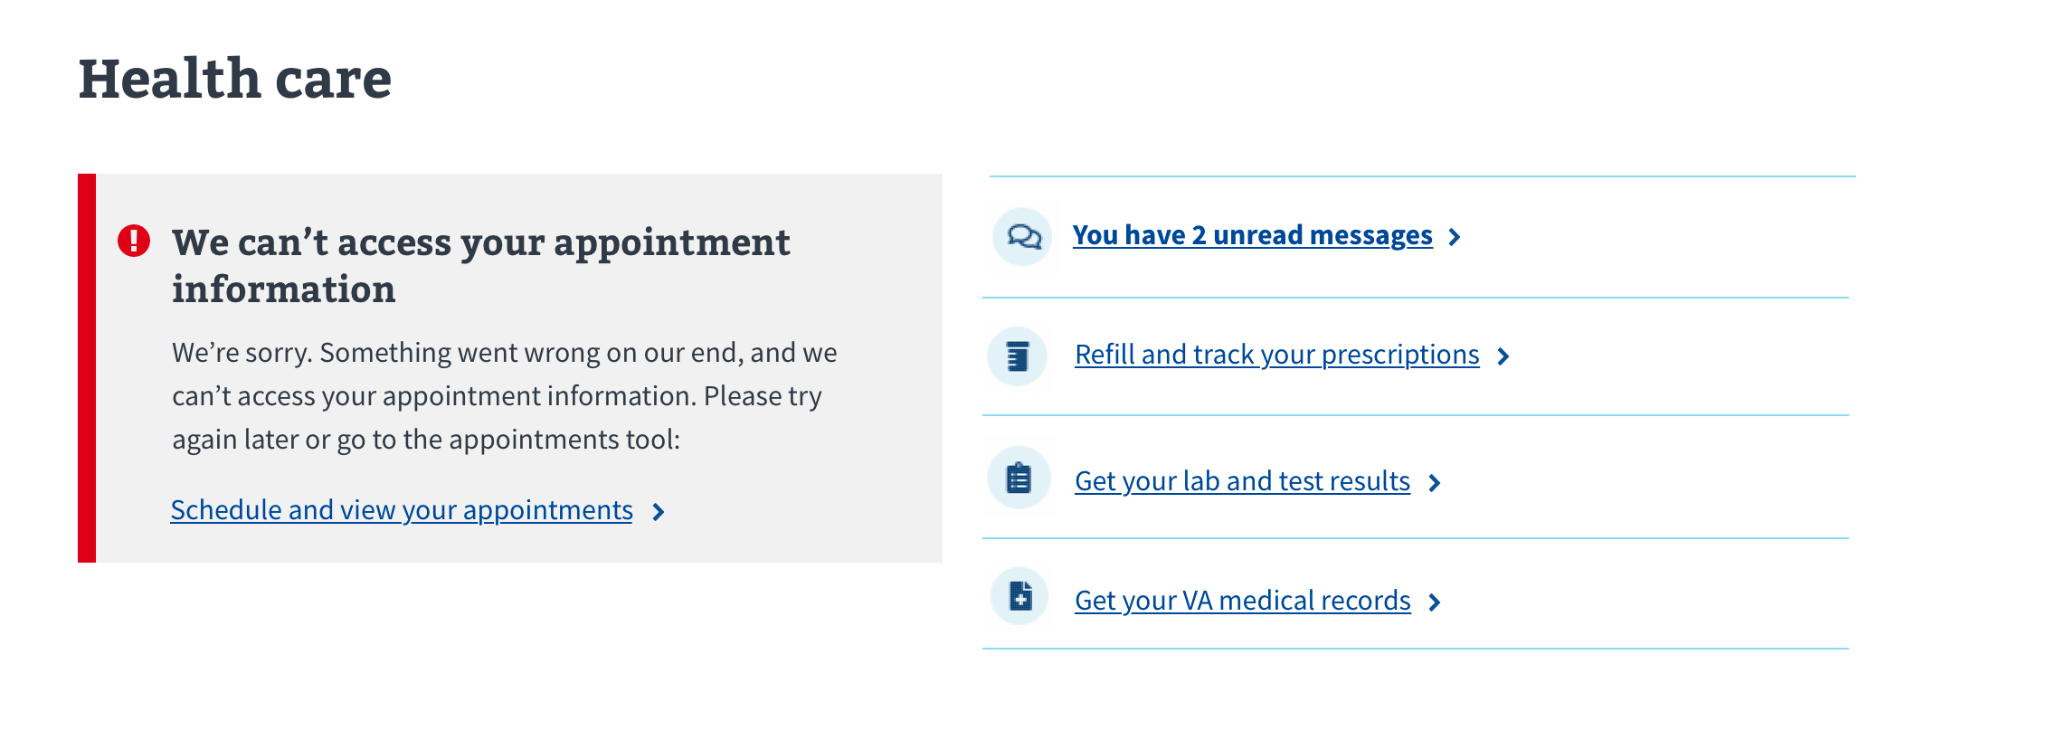 Health care
We can’t access your appointment
information
We’re sorry. Something went wrong on our end, and we
can’t access your appointment information. Please try
again later or go to the appointments tool:
Schedule and view your appointments
You have 2 unread messages
Refill and track your prescriptions
Get your lab and test results
Get your VA medical records